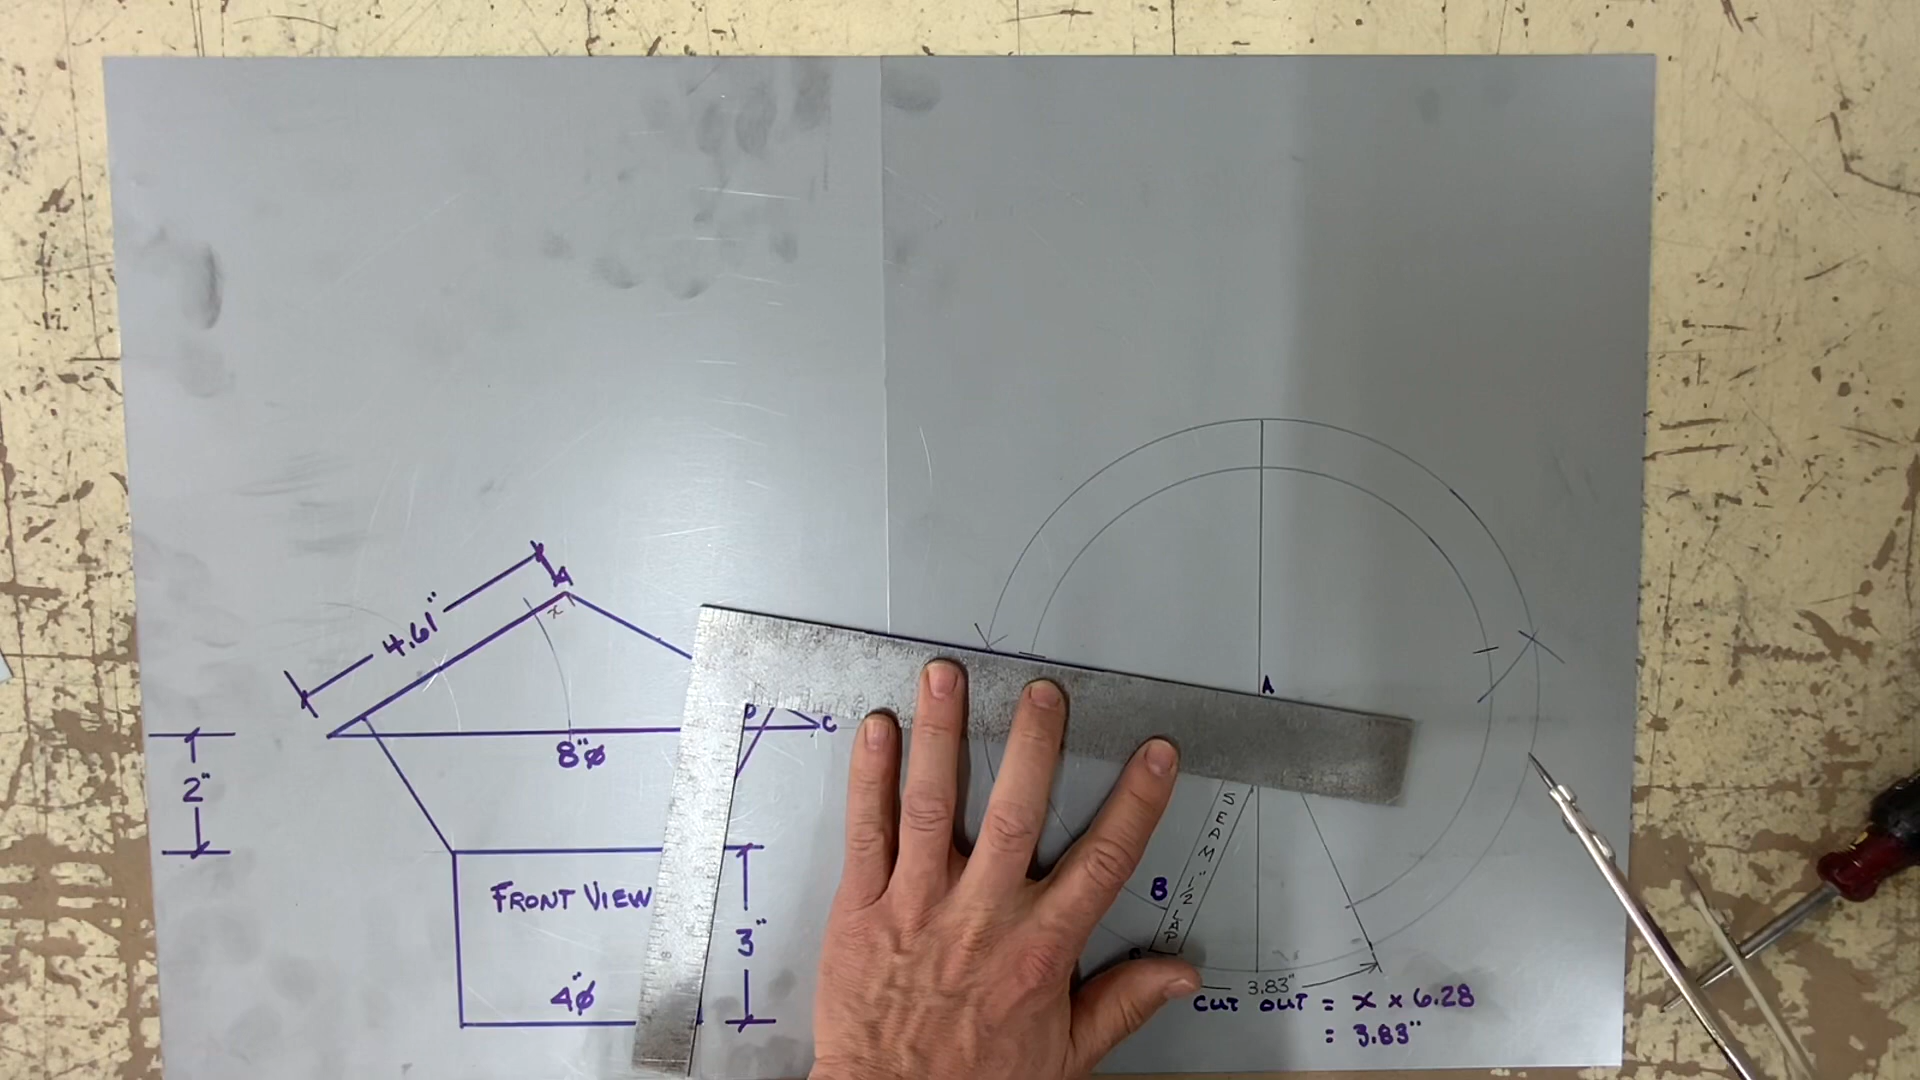 A
x
4.61"
8"ø
D
C
2"
FRONT VIEW
3"
4"ø
A
B
SEAM: 1/2 LAP
3.83"
CUT OUT = x x 6.28
= 3.83"